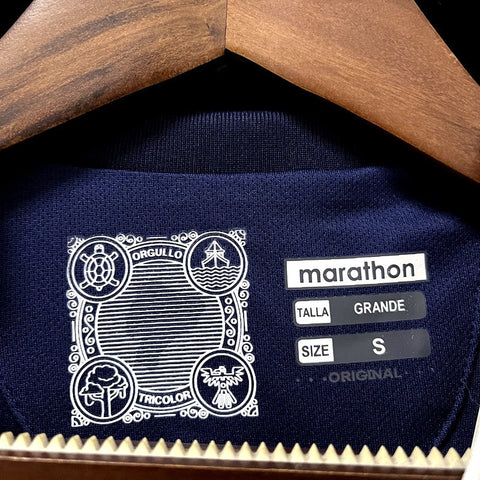 ORGULLO
TRICOLOR
marathon
TALLA GRANDE
SIZE S
ORIGINAL